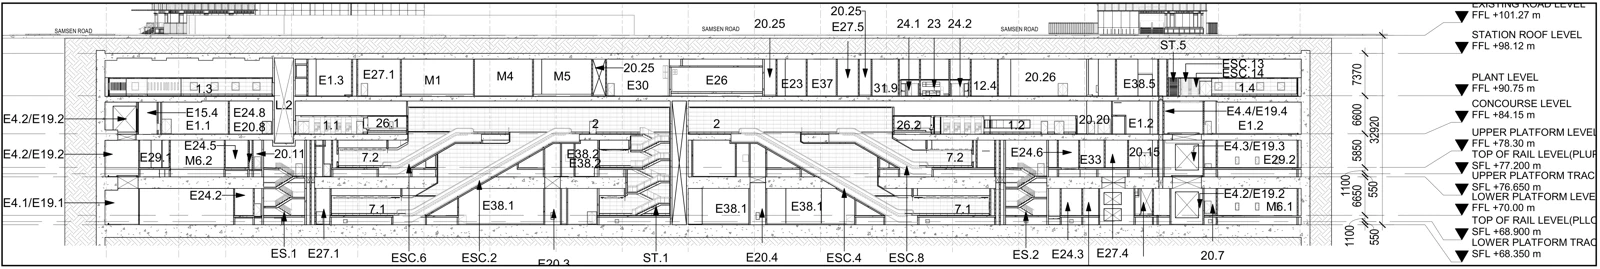 EXISTING ROAD LEVEL
FFL +101.27 m
SAMSEN ROAD
SAMSEN ROAD
SAMSEN ROAD
20.25
20.25
E27.5
24.1
23
24.2
STATION ROOF LEVEL
FFL +98.12 m
ST.5
ESC.13
ESC.14
1.3
E1.3
E27.1
M1
M4
M5
20.25
E30
E26
E23
E37
31.9
12.4
20.26
E38.5
1.4
7370
PLANT LEVEL
FFL +90.75 m
L.2
E4.2/E19.2
E15.4
E1.1
E24.8
E20.8
1.1
26.1
2
2
26.2
1.2
20.20
E1.2
E4.4/E19.4
E1.2
6600
32920
CONCOURSE LEVEL
FFL +84.15 m
E4.2/E19.2
E29.1
E24.5
M6.2
20.11
7.2
E38.2
E38.2
7.2
E24.6
E33
20.15
E4.3/E19.3
E29.2
5850
UPPER PLATFORM LEVEL
FFL +78.30 m
TOP OF RAIL LEVEL(PLUP
SFL +77.200 m
1100
550
UPPER PLATFORM TRAC
SFL +76.650 m
E4.1/E19.1
E24.2
7.1
E38.1
E38.1
E38.1
7.1
E4.2/E19.2
M6.1
6650
LOWER PLATFORM LEVE
FFL +70.00 m
TOP OF RAIL LEVEL(PLLO
SFL +68.900 m
1100
550
LOWER PLATFORM TRAC
SFL +68.350 m
ES.1
E27.1
ESC.6
ESC.2
E20.3
ST.1
E20.4
ESC.4
ESC.8
ES.2
E24.3
E27.4
20.7